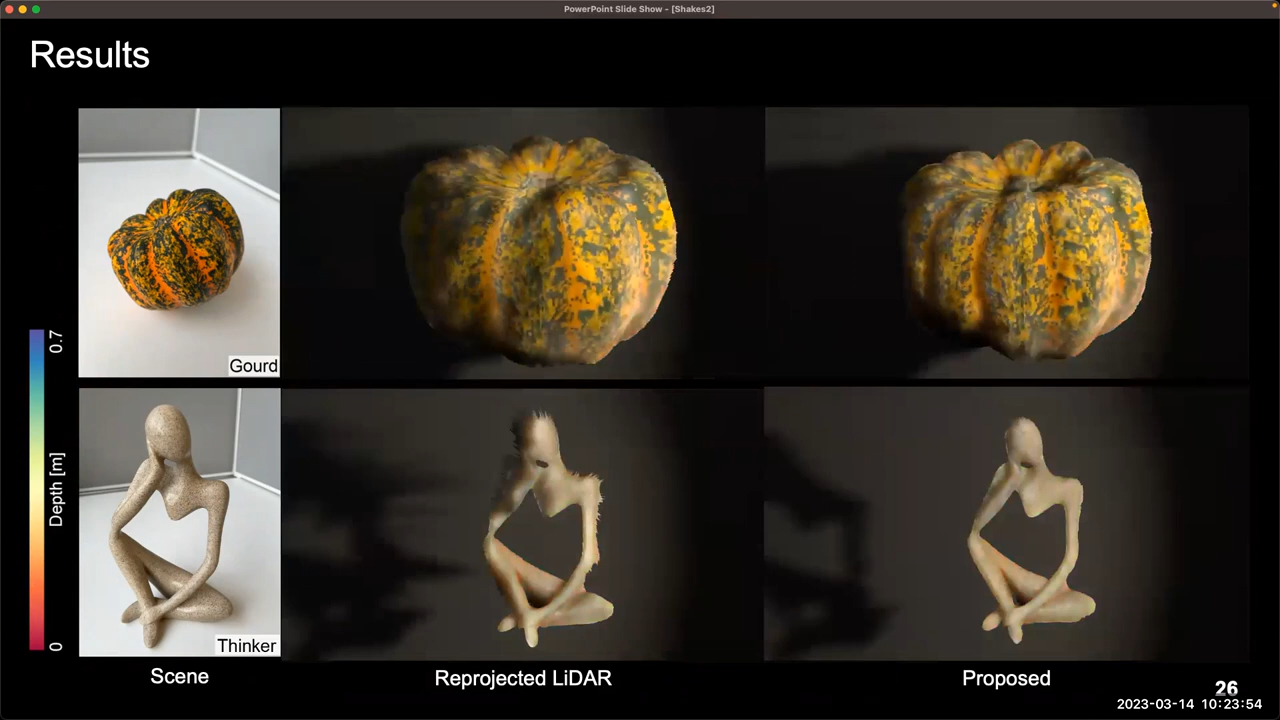 PowerPoint Slide Show - [Shakes2]
Results
Gourd
0.7
Depth [m]
0
Thinker
Scene
Reprojected LiDAR
Proposed
26
2023-03-14 10:23:54